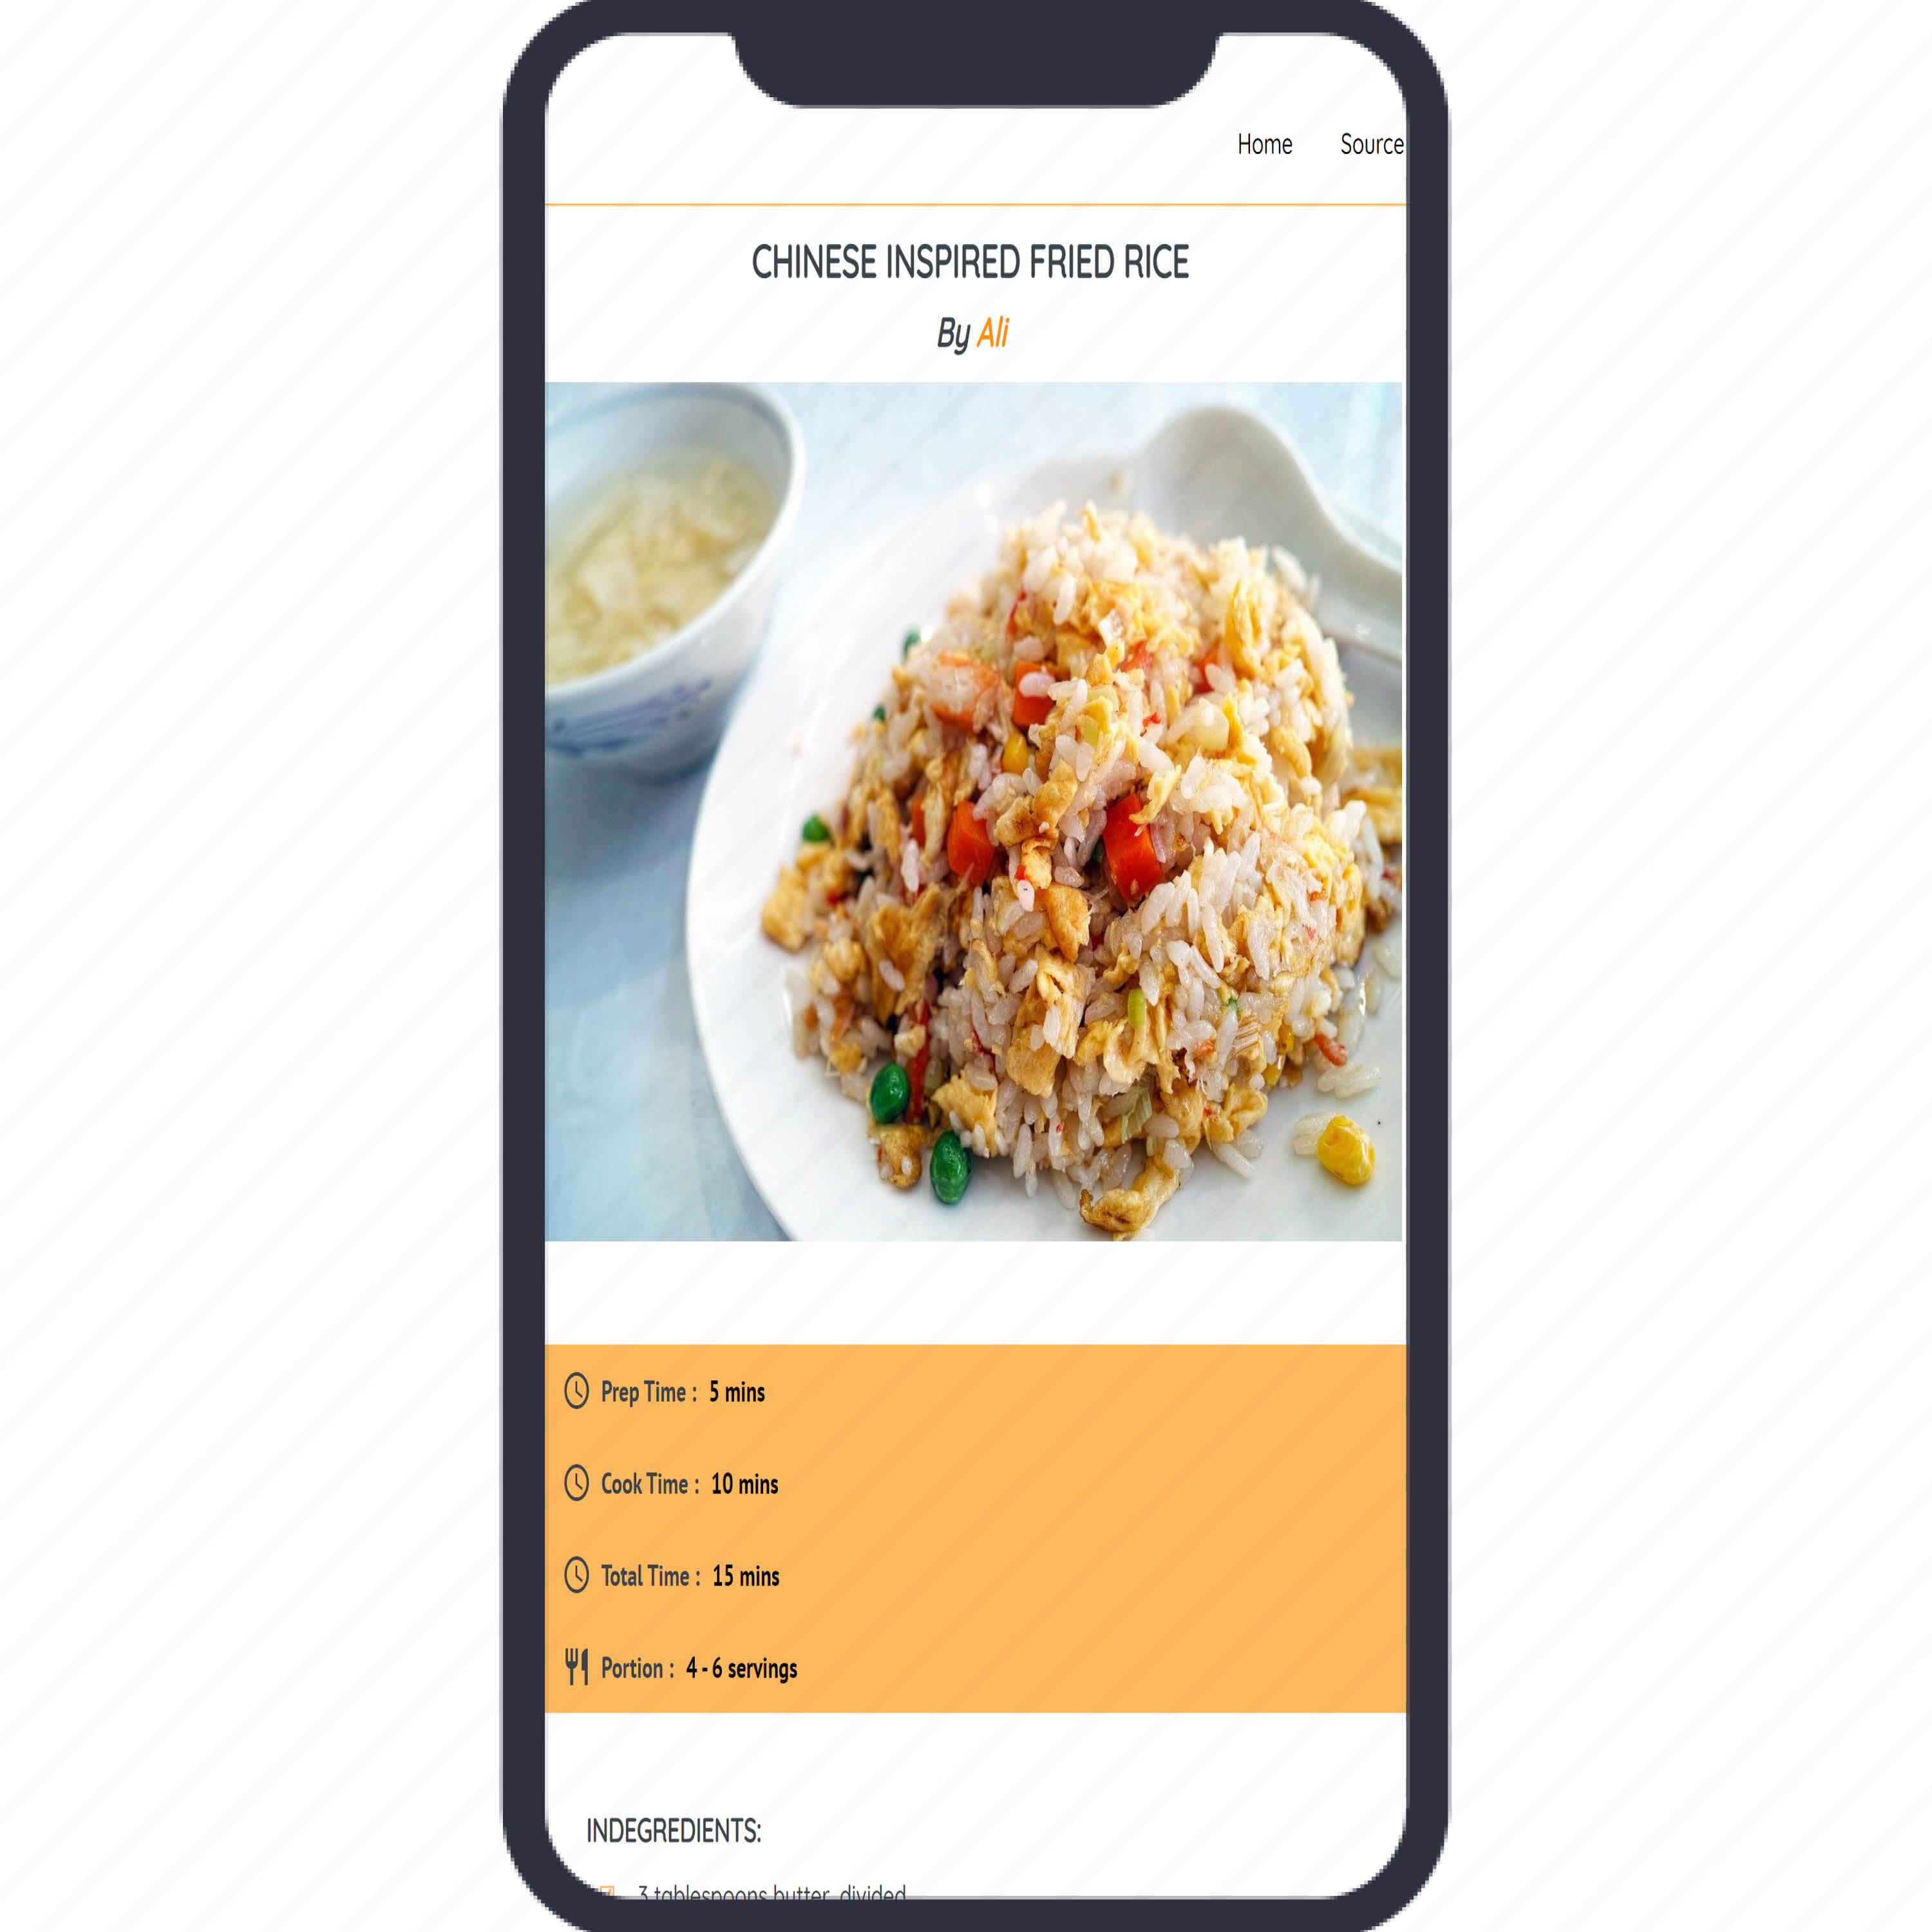 Home Source
CHINESE INSPIRED FRIED RICE
By Ali
Prep Time : 5 mins
Cook Time : 10 mins
Total Time : 15 mins
Portion : 4 - 6 servings
INDEGREDIENTS:
3 tablespoons butter, divided